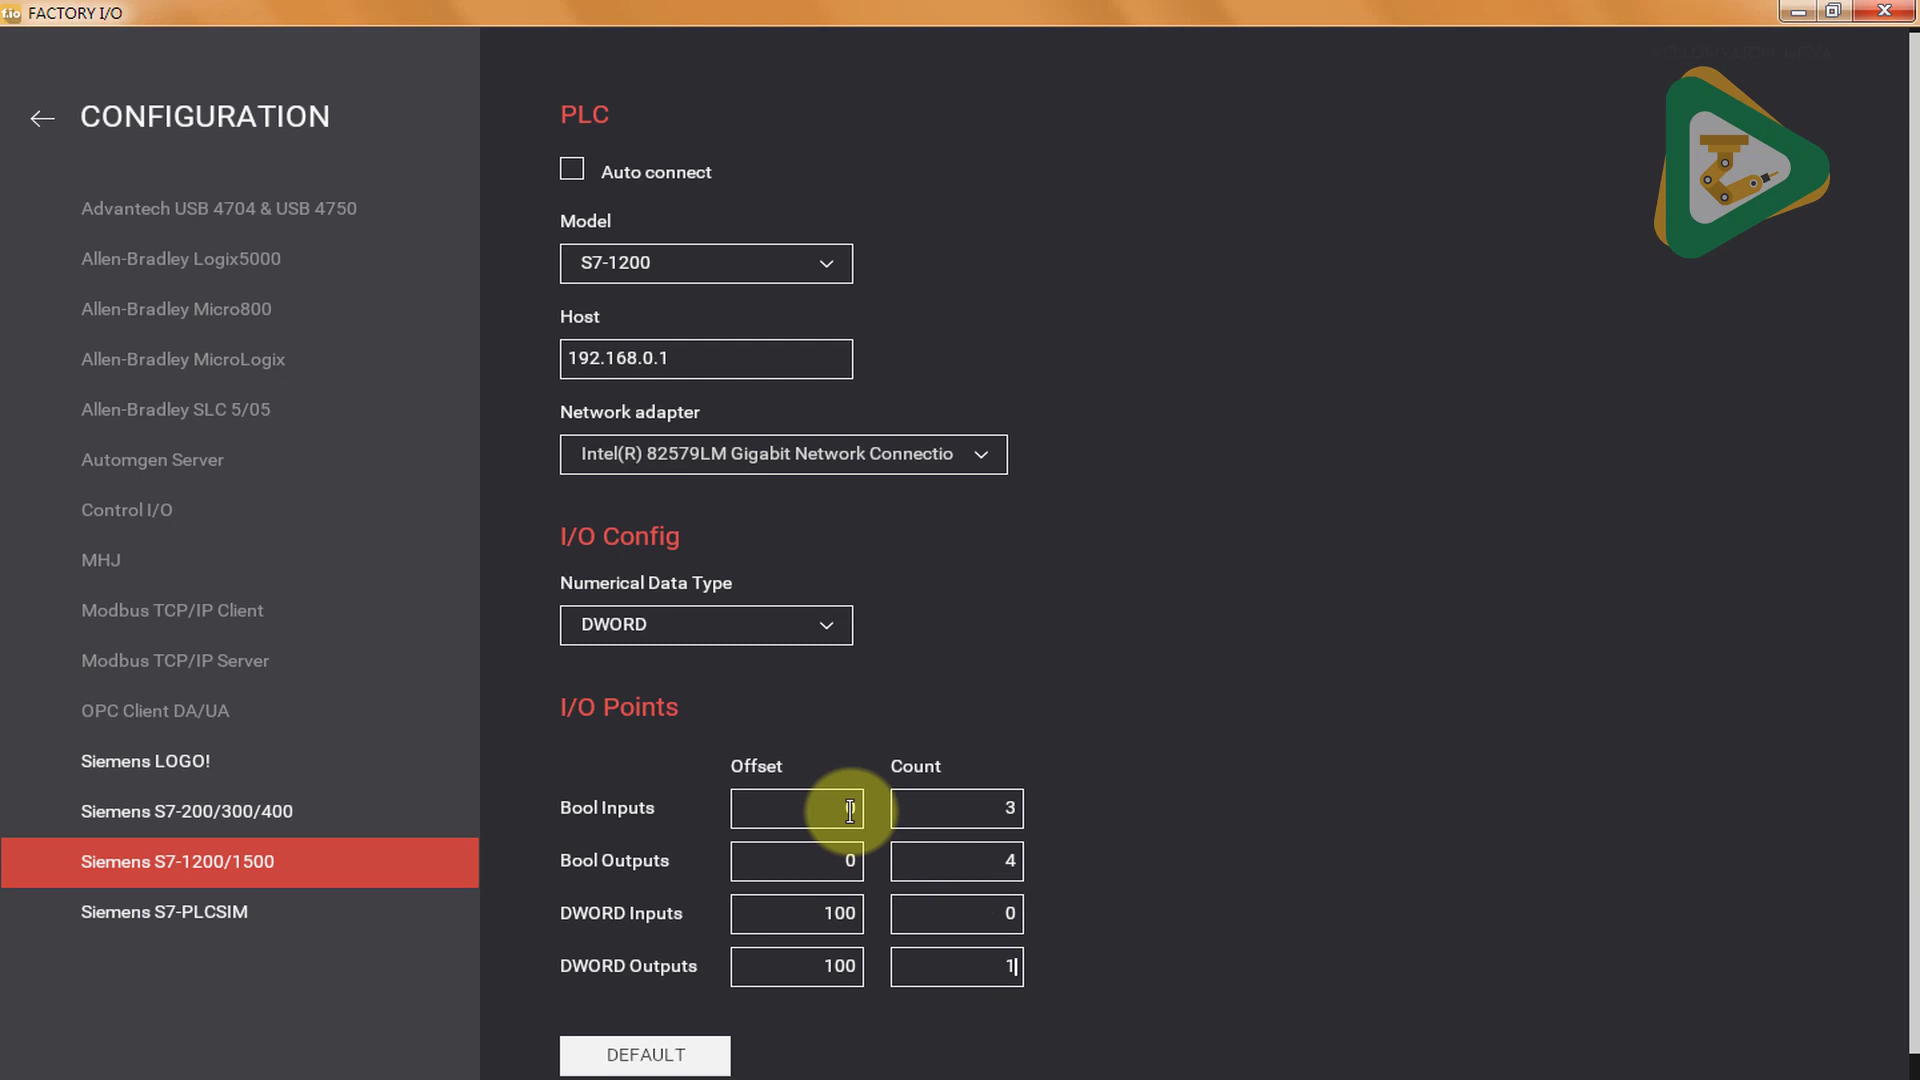 FACTORY I/O
CONFIGURATION
Advantech USB 4704 & USB 4750
Allen-Bradley Logix5000
Allen-Bradley Micro800
Allen-Bradley MicroLogix
Allen-Bradley SLC 5/05
Automgen Server
Control I/O
MHJ
Modbus TCP/IP Client
Modbus TCP/IP Server
OPC Client DA/UA
Siemens LOGO!
Siemens S7-200/300/400
Siemens S7-1200/1500
Siemens S7-PLCSIM
PLC
Auto connect
Model
S7-1200
Host
192.168.0.1
Network adapter
Intel(R) 82579LM Gigabit Network Connectio
I/O Config
Numerical Data Type
DWORD
I/O Points
Offset Count
Bool Inputs 0 3
Bool Outputs 0 4
DWORD Inputs 100 0
DWORD Outputs 100 1
DEFAULT